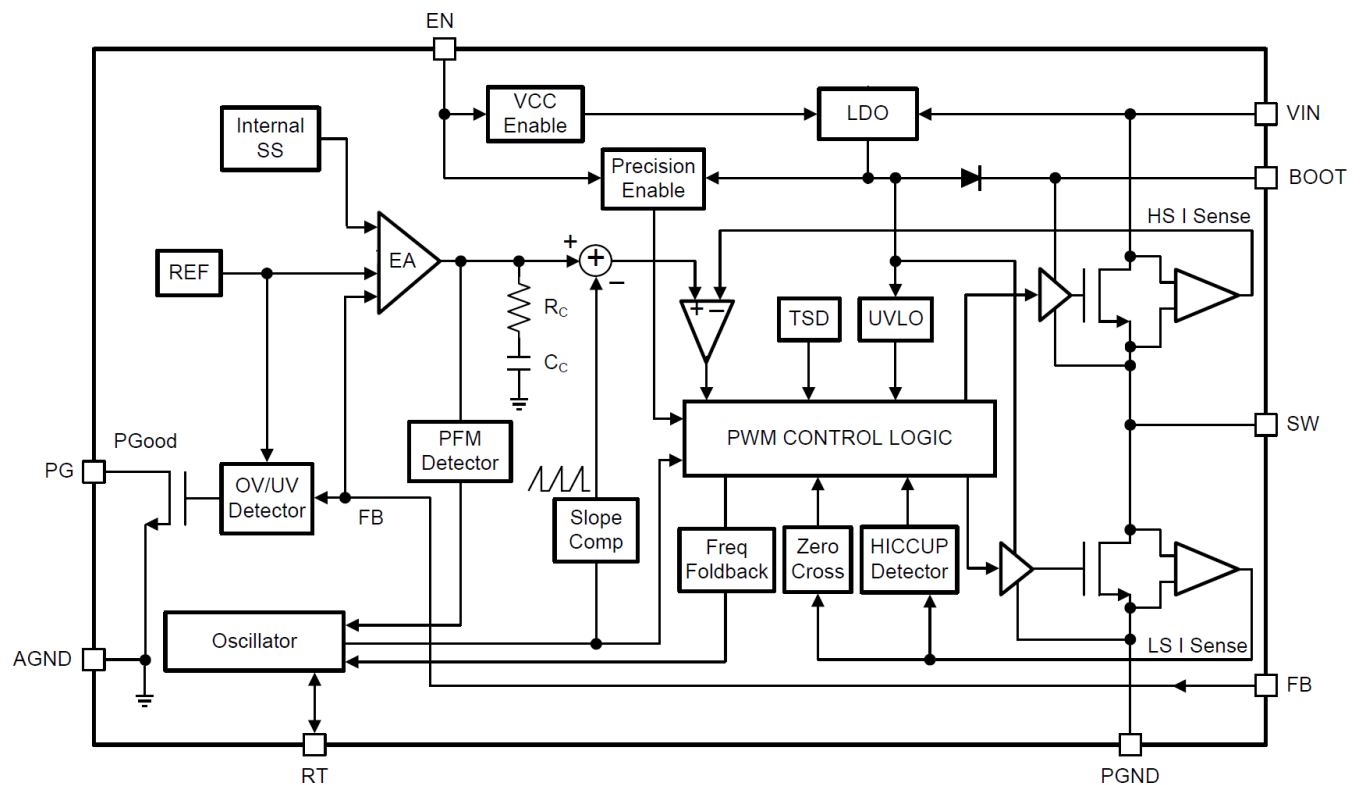 EN
VCC
Enable
LDO
VIN
Internal
SS
Precision
Enable
BOOT
HS I Sense
REF
EA
+
+
−
R_C
C_C
+ −
TSD
UVLO
PGood
PFM
Detector
PWM CONTROL LOGIC
SW
PG
OV/UV
Detector
FB
Slope
Comp
Freq
Foldback
Zero
Cross
HICCUP
Detector
Oscillator
LS I Sense
AGND
FB
RT
PGND